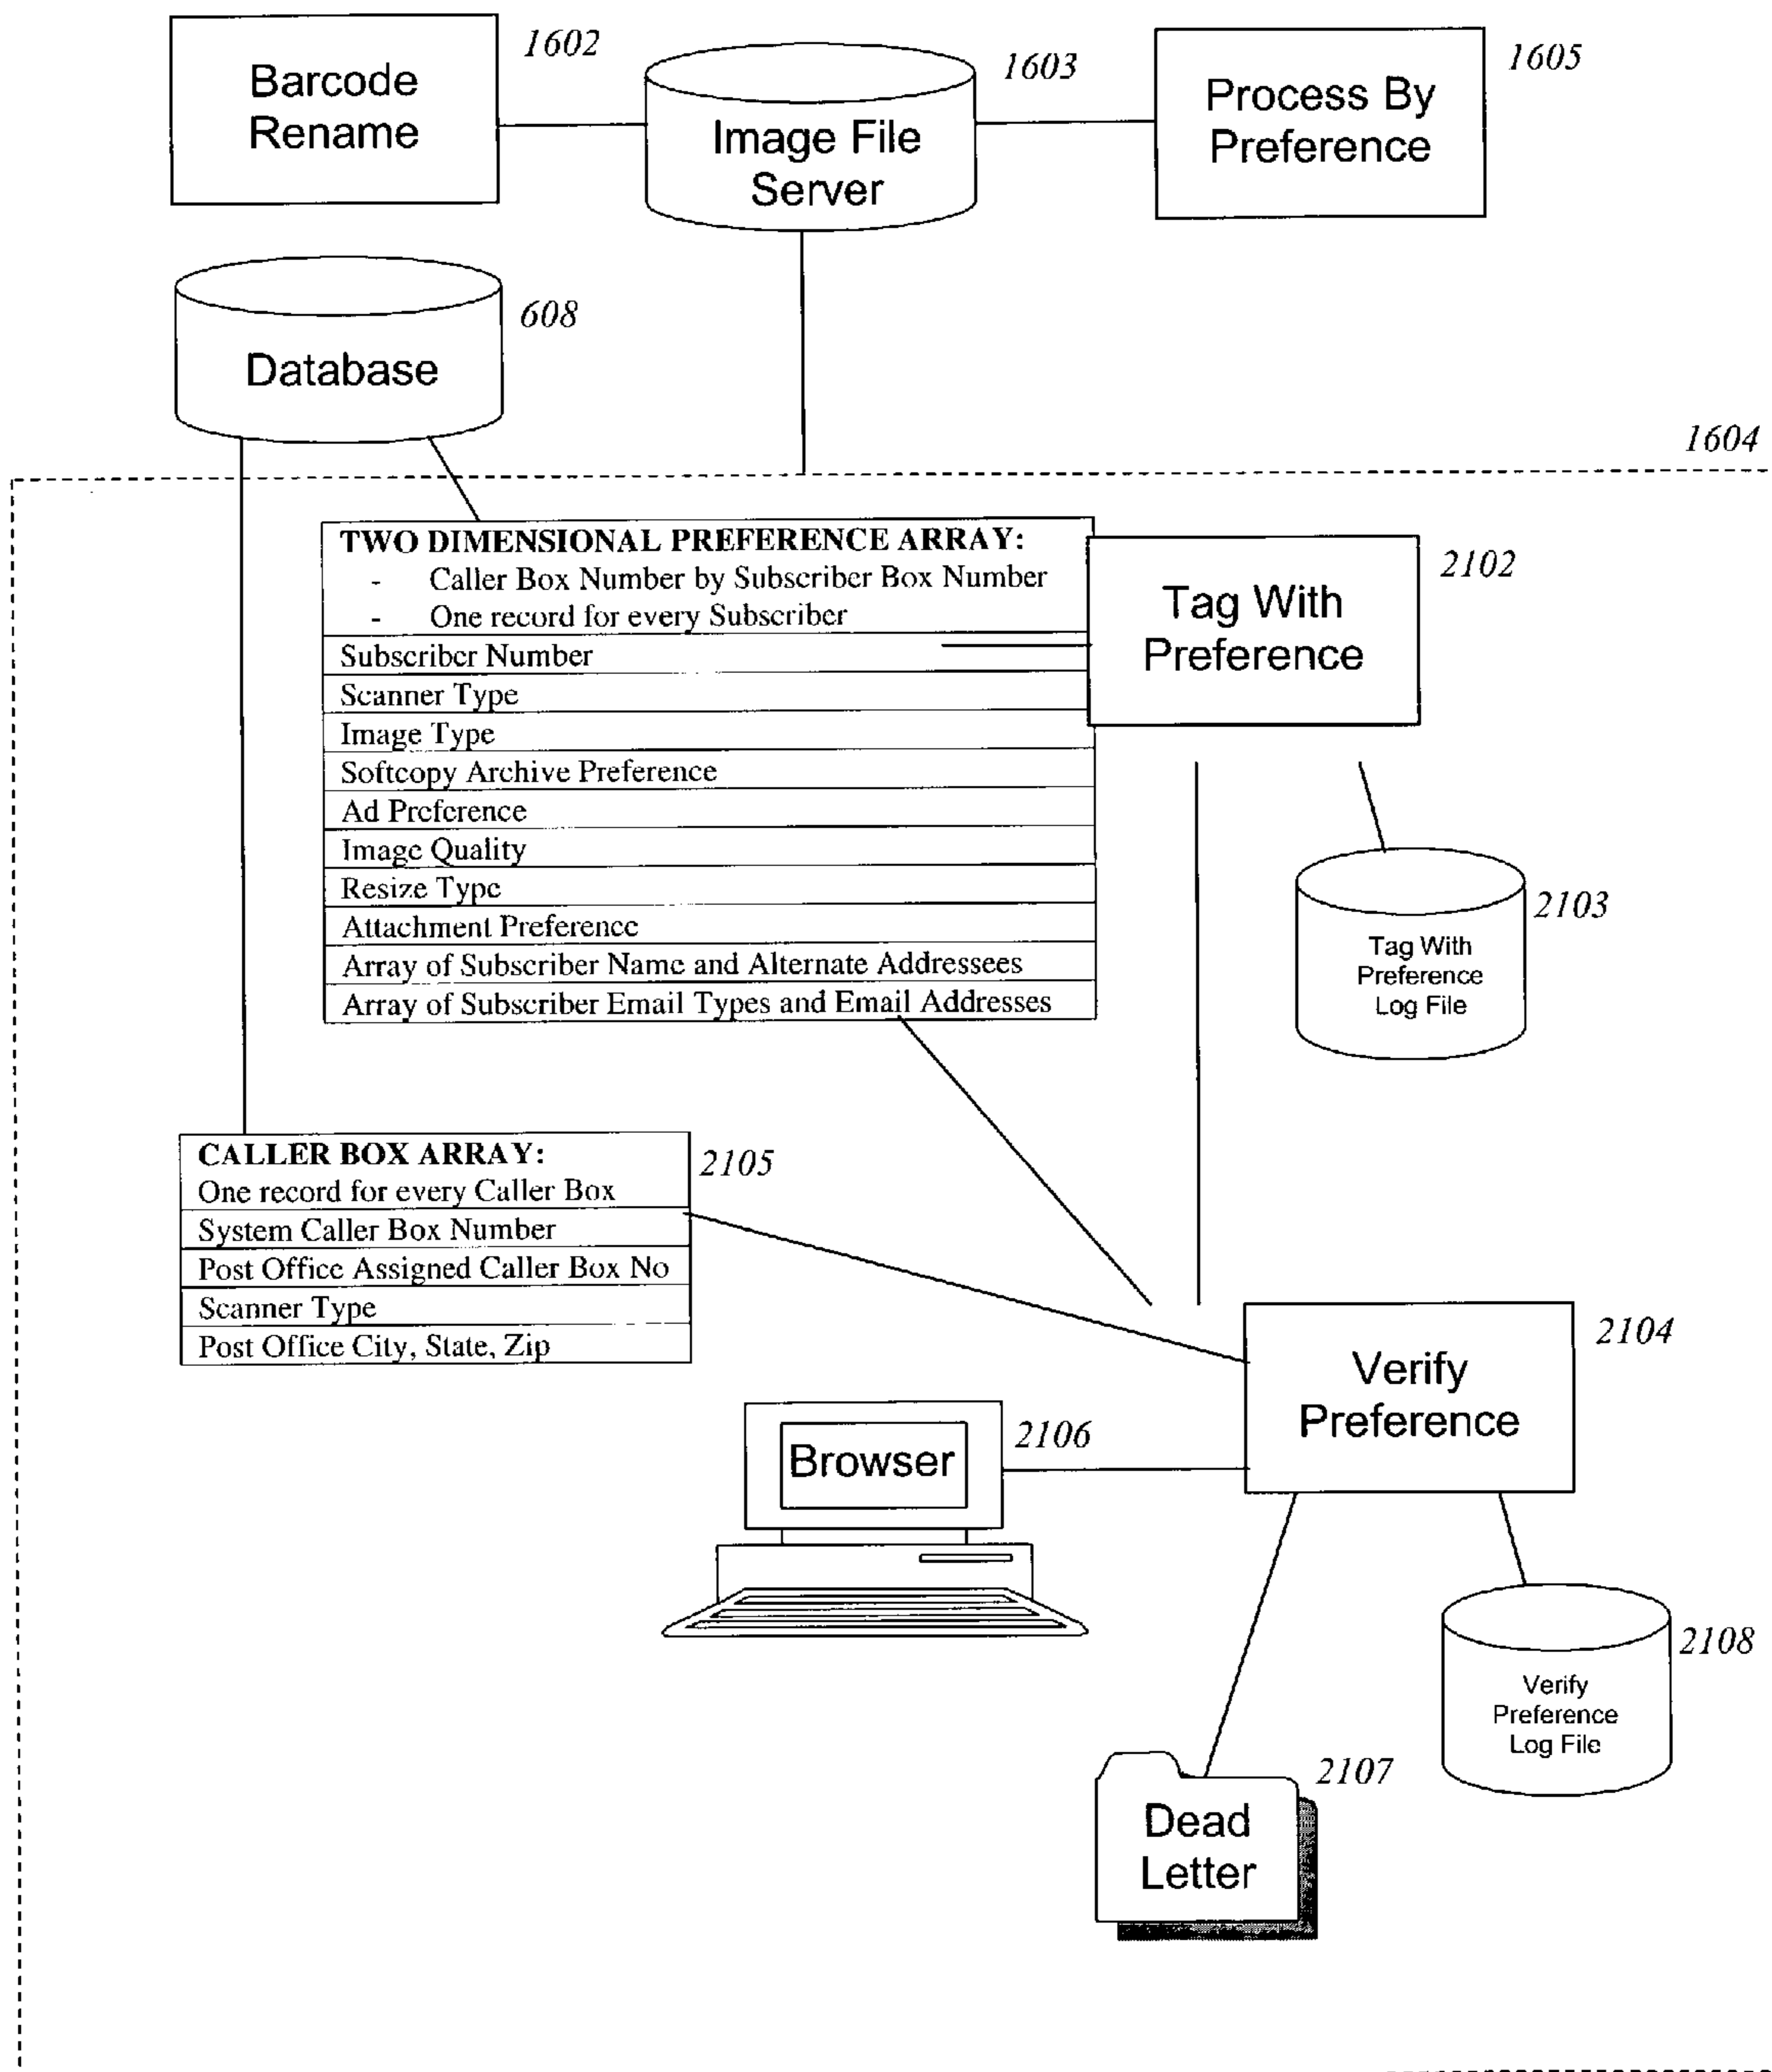 Barcode
Rename
1602
Image File
Server
1603
Process By
Preference
1605
Database
608
1604
TWO DIMENSIONAL PREFERENCE ARRAY:
- Caller Box Number by Subscriber Box Number
- One record for every Subscriber
Subscriber Number
Scanner Type
Image Type
Softcopy Archive Preference
Ad Preference
Image Quality
Resize Type
Attachment Preference
Array of Subscriber Name and Alternate Addressees
Array of Subscriber Email Types and Email Addresses
Tag With
Preference
2102
Tag With
Preference
Log File
2103
CALLER BOX ARRAY:
One record for every Caller Box
System Caller Box Number
Post Office Assigned Caller Box No
Scanner Type
Post Office City, State, Zip
2105
Verify
Preference
2104
Browser
2106
Verify
Preference
Log File
2108
Dead
Letter
2107